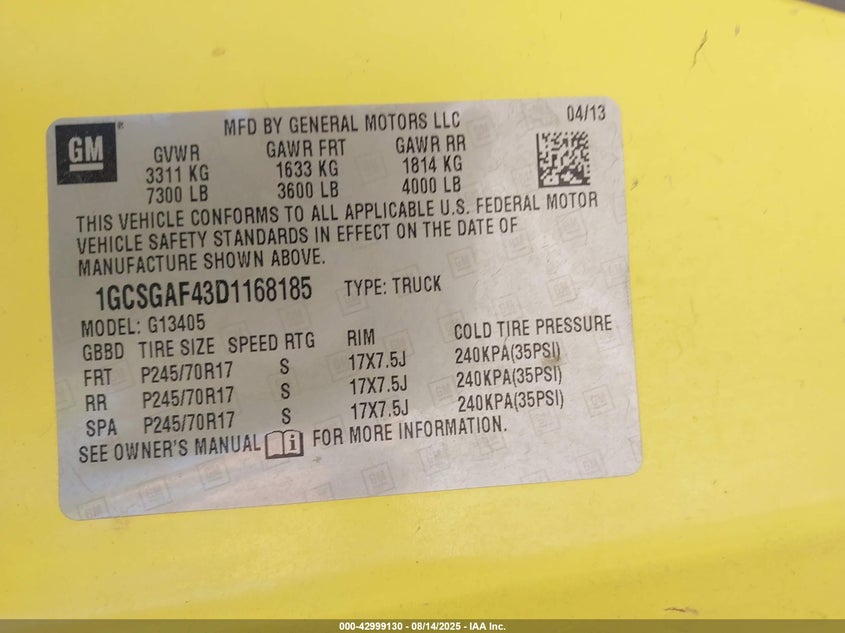 GM
®
MFD BY GENERAL MOTORS LLC
04/13
GVWR GAWR FRT GAWR RR
3311 KG 1633 KG 1814 KG
7300 LB 3600 LB 4000 LB
THIS VEHICLE CONFORMS TO ALL APPLICABLE U.S. FEDERAL MOTOR
VEHICLE SAFETY STANDARDS IN EFFECT ON THE DATE OF
MANUFACTURE SHOWN ABOVE.
1GCSGAF43D1168185 TYPE: TRUCK
MODEL: G13405
GBBD TIRE SIZE SPEED RTG RIM COLD TIRE PRESSURE
FRT P245/70R17 S 17X7.5J 240KPA(35PSI)
RR P245/70R17 S 17X7.5J 240KPA(35PSI)
SPA P245/70R17 S 17X7.5J 240KPA(35PSI)
SEE OWNER'S MANUAL FOR MORE INFORMATION.
000-42999130 - 08/14/2025 - IAA Inc.